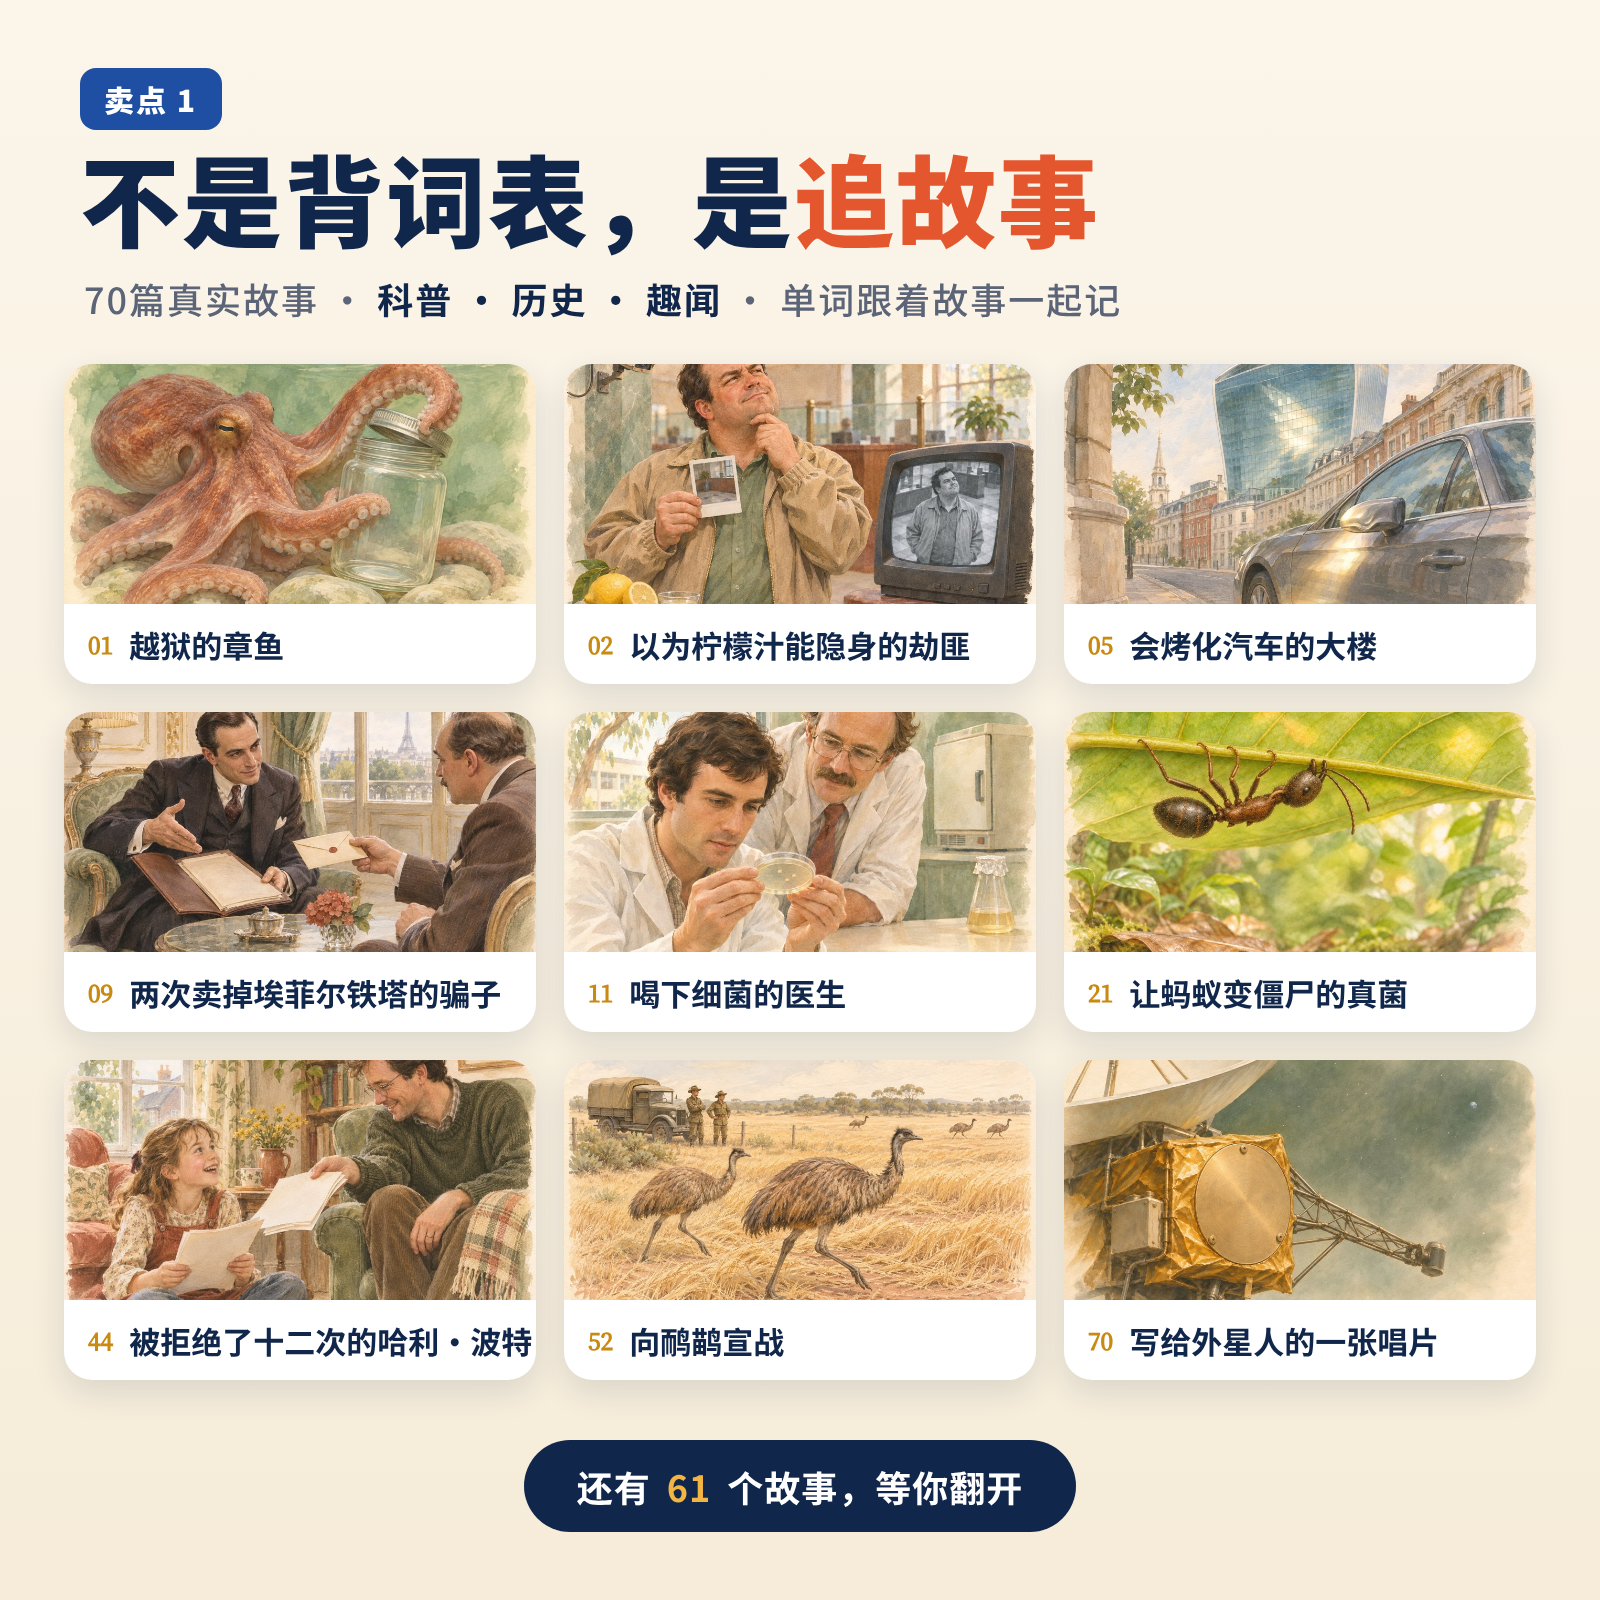 卖点 1
不是背词表，是追故事
70篇真实故事 · 科普 · 历史 · 趣闻 · 单词跟着故事一起记
01 越狱的章鱼
02 以为柠檬汁能隐身的劫匪
05 会烤化汽车的大楼
09 两次卖掉埃菲尔铁塔的骗子
11 喝下细菌的医生
21 让蚂蚁变僵尸的真菌
44 被拒绝了十二次的哈利·波特
52 向鸸鹋宣战
70 写给外星人的一张唱片
还有 61 个故事，等你翻开